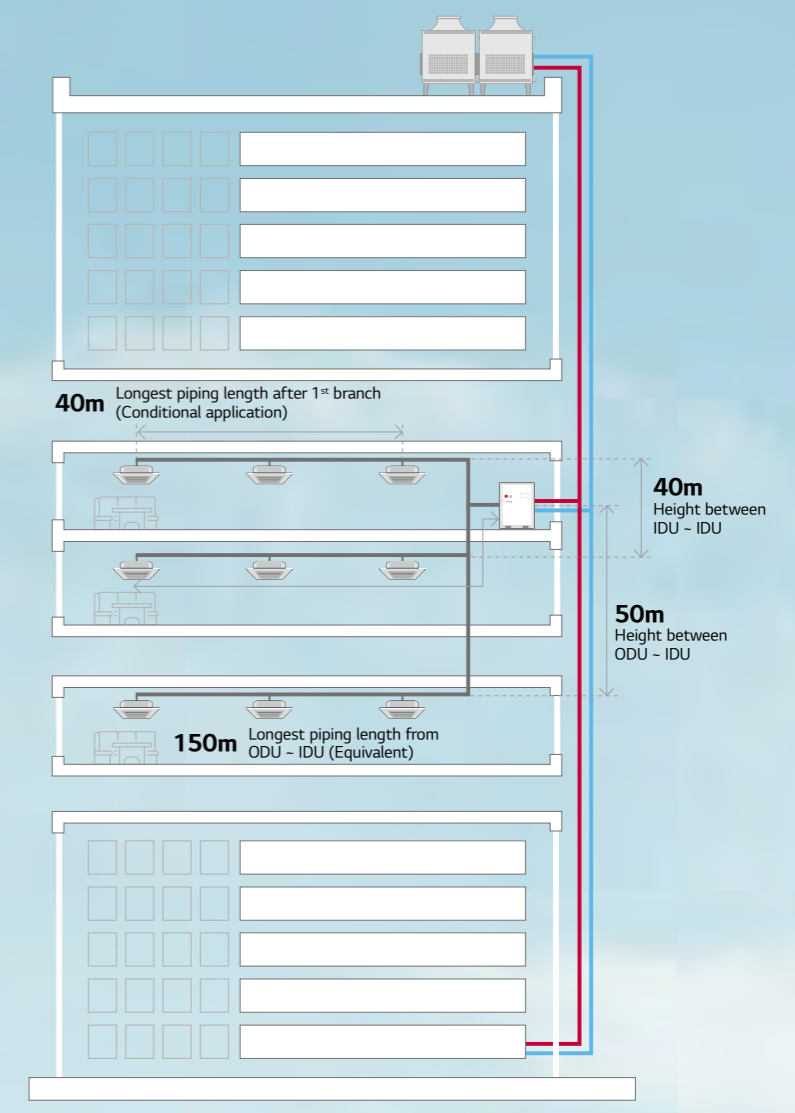 40m Longest piping length after 1st branch
(Conditional application)
LG
40m
Height between
IDU ~ IDU
50m
Height between
ODU ~ IDU
150m Longest piping length from
ODU ~ IDU (Equivalent)